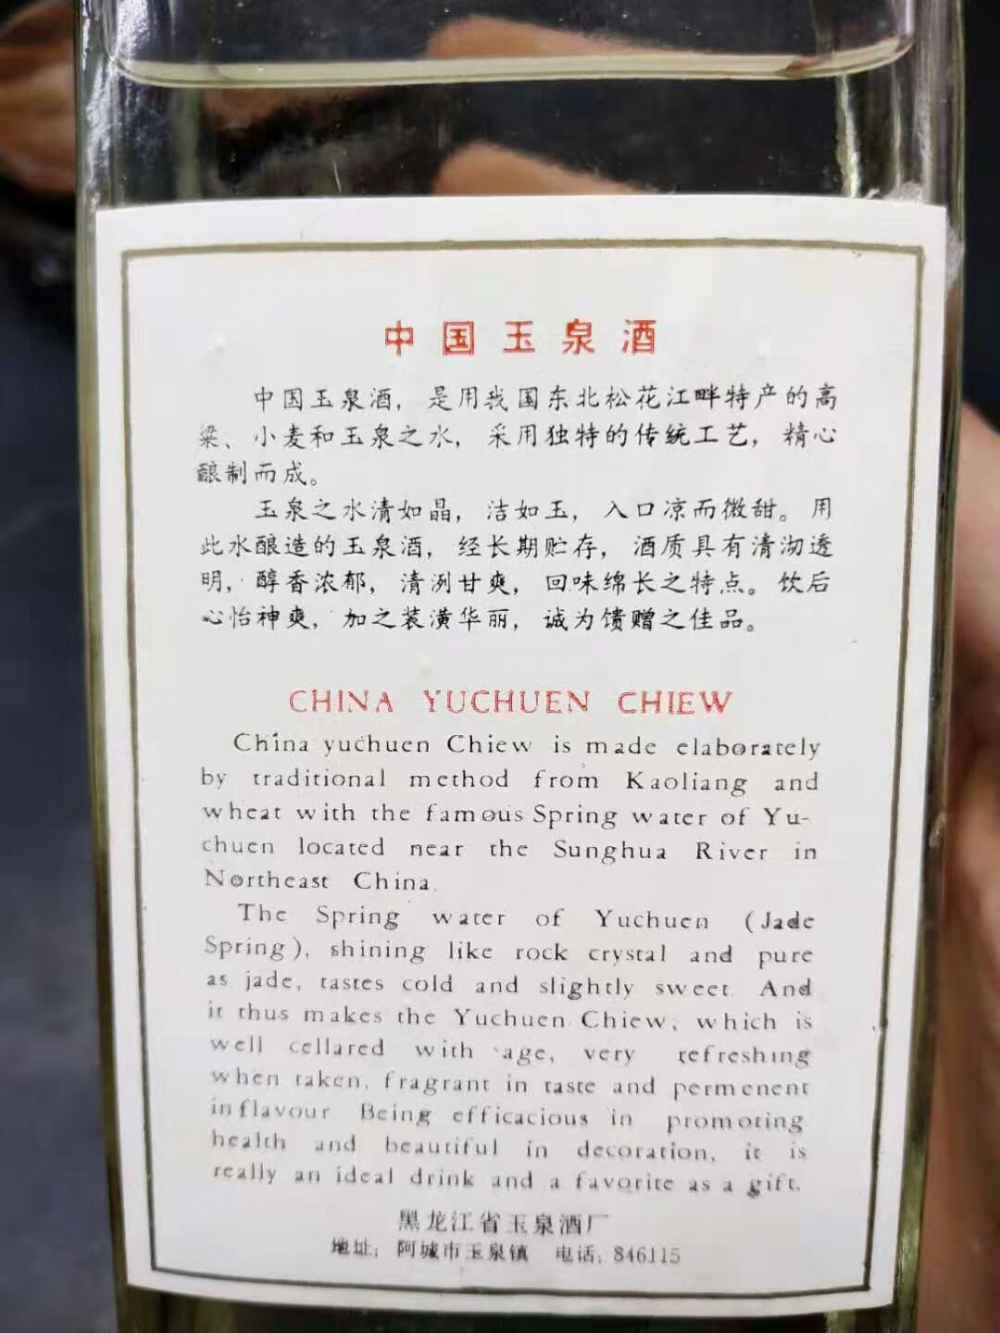 中国玉泉酒
中国玉泉酒，是用我国东北松花江畔特产的高
粱、小麦和玉泉之水，采用独特的传统工艺，精心
酿制而成。
玉泉之水清如晶，洁如玉，入口凉而微甜。用
此水酿造的玉泉酒，经长期贮存，酒质具有清沏透
明，醇香浓郁，清冽甘爽，回味绵长之特点。饮后
心怡神爽，加之装潢华丽，诚为馈赠之佳品。
CHINA YUCHUEN CHIEW
China yuchuen Chiew is made elaborately
by traditional method from Kaoliang and
wheat with the famous Spring water of Yu-
chuen located near the Sunghua River in
Northeast China.
The Spring water of Yuchuen (Jade
Spring), shining like rock crystal and pure
as jade, tastes cold and slightly sweet. And
it thus makes the Yuchuen Chiew, which is
well cellared with age, very refreshing
when taken, fragrant in taste and permenent
in flavour Being efficacious in promoting
health and beautiful in decoration, it is
really an ideal drink and a favorite as a gift.
黑龙江省玉泉酒厂
地址：阿城市玉泉镇 电话：846115